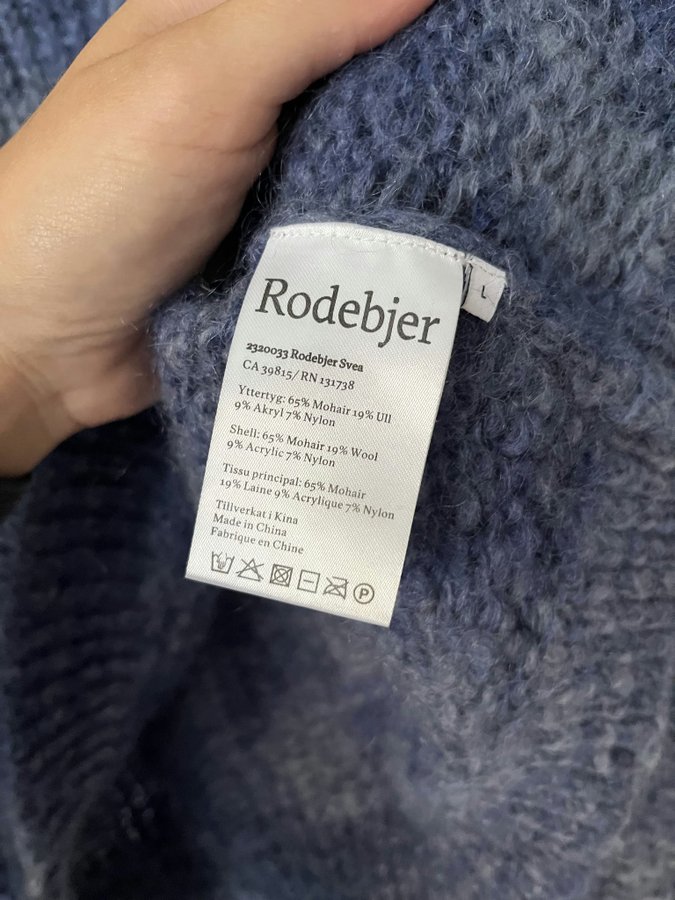 Rodebjer
L
2320033 Rodebjer Svea
CA 39815/ RN 131738
Yttertyg: 65% Mohair 19% Ull
9% Akryl 7% Nylon
Shell: 65% Mohair 19% Wool
9% Acrylic 7% Nylon
Tissu principal: 65% Mohair
19% Laine 9% Acrylique 7% Nylon
Tillverkat i Kina
Made in China
Fabrique en Chine
P